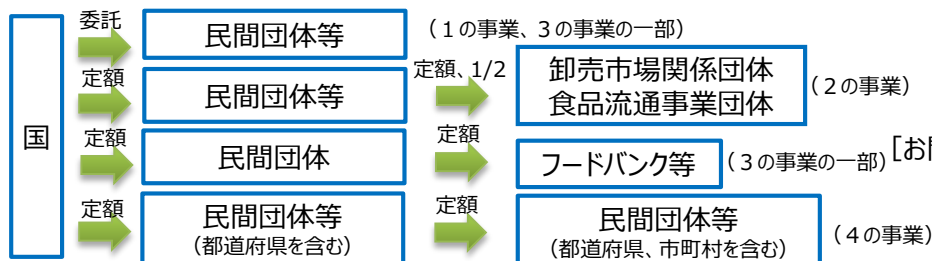 委託
民間団体等
（１の事業、３の事業の一部）
定額
民間団体等
定額、1/2
卸売市場関係団体
食品流通事業団体
（２の事業）
国
定額
民間団体
定額
フードバンク等
（３の事業の一部）
［お
定額
民間団体等
（都道府県を含む）
定額
民間団体等
（都道府県、市町村を含む）
（４の事業）